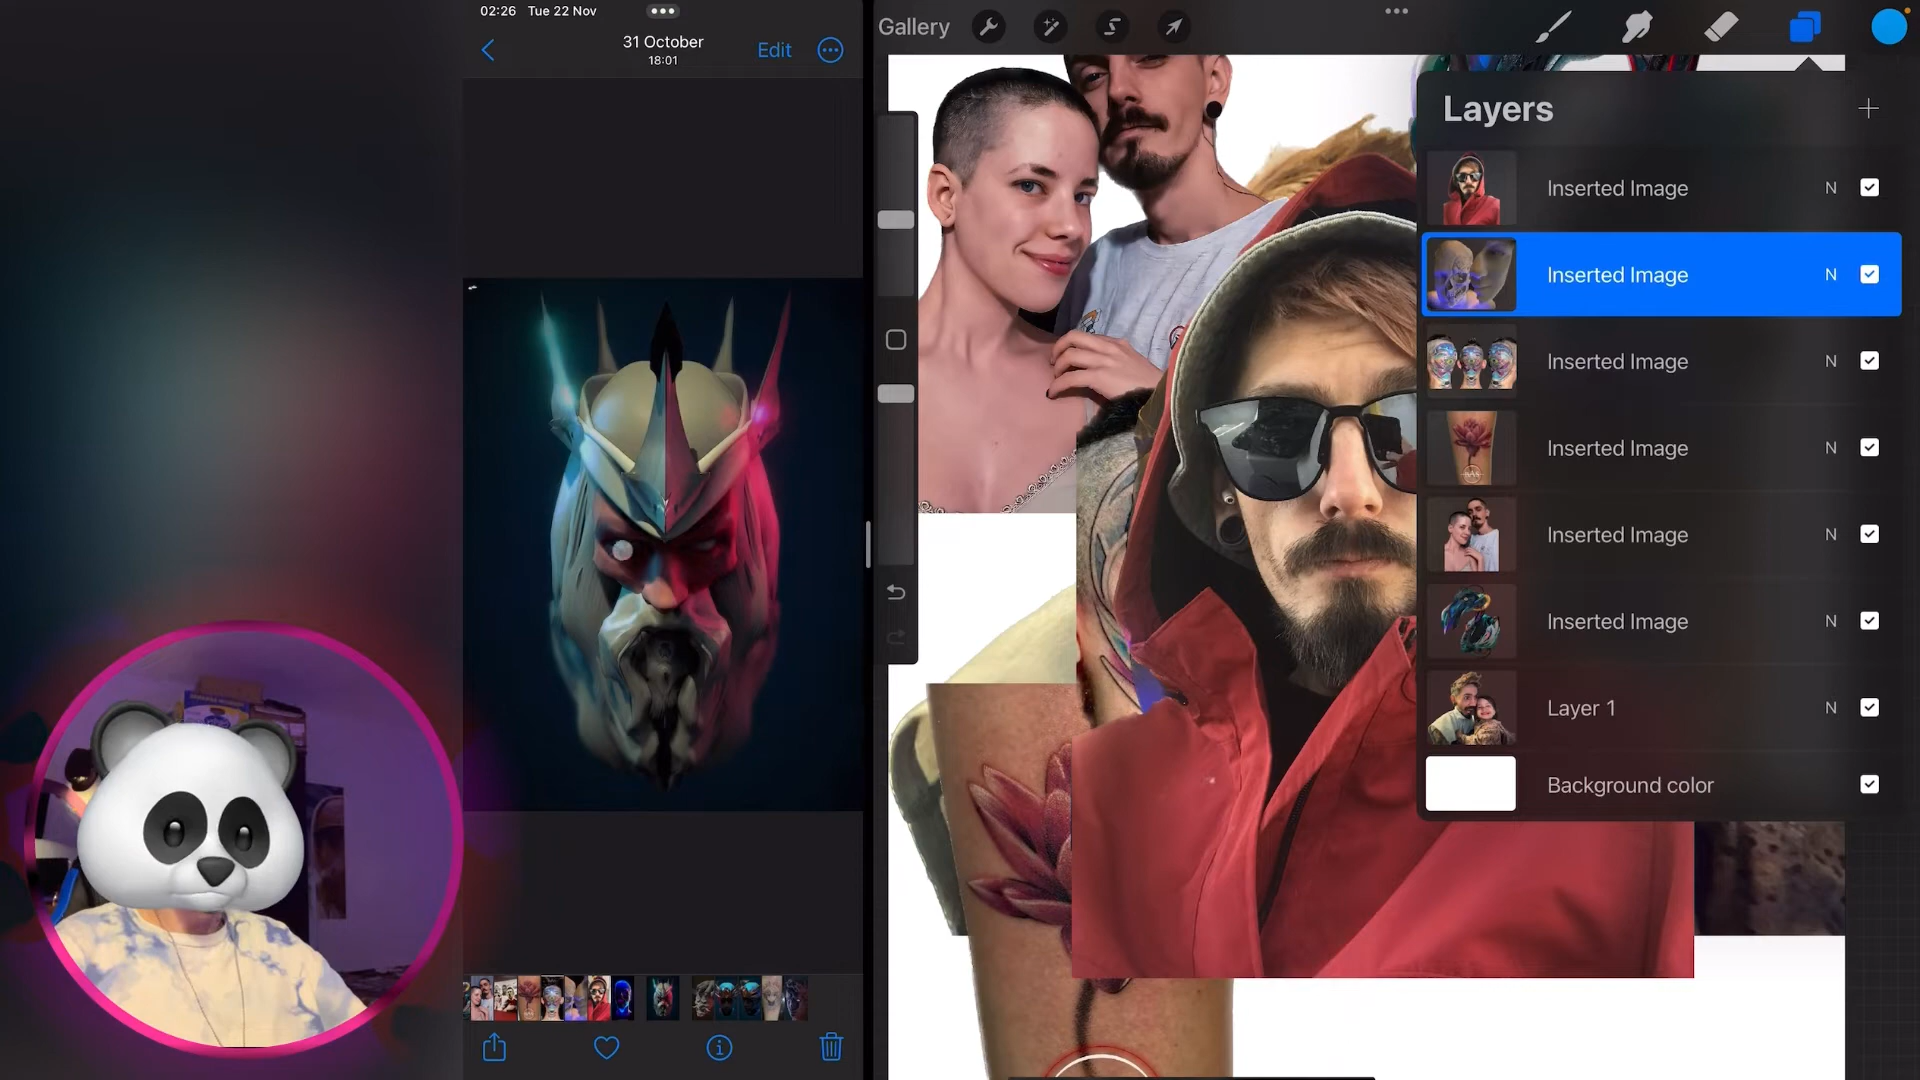 02:26 Tue 22 Nov
31 October
18:01
Edit
Gallery
Layers
Inserted Image N
Inserted Image N
Inserted Image N
Inserted Image N
Inserted Image N
Inserted Image N
Layer 1 N
Background color